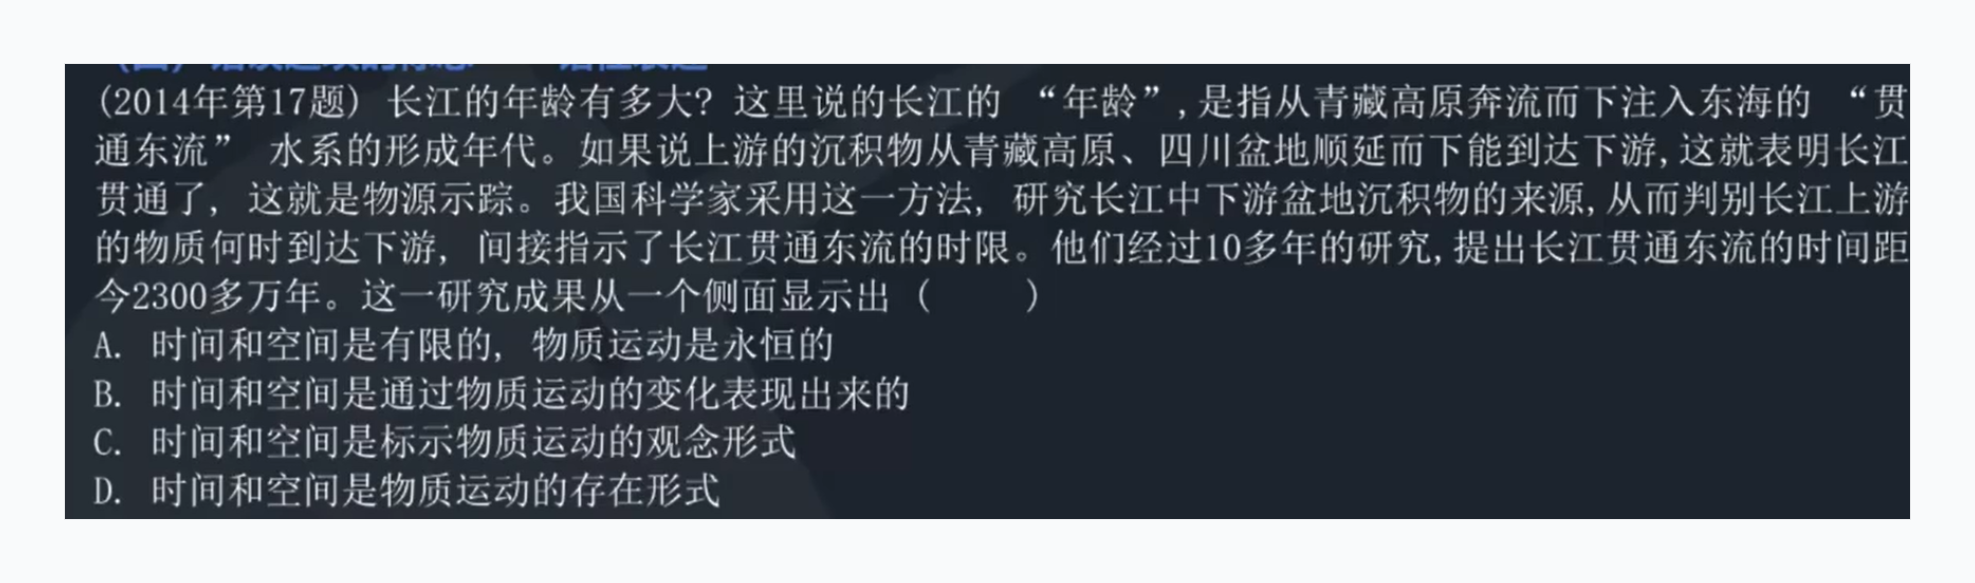 (2014年第17题) 长江的年龄有多大? 这里说的长江的 “年龄”,是指从青藏高原奔流而下注入东海的 “贯
通东流” 水系的形成年代。如果说上游的沉积物从青藏高原、四川盆地顺延而下能到达下游,这就表明长江
贯通了, 这就是物源示踪。我国科学家采用这一方法, 研究长江中下游盆地沉积物的来源,从而判别长江上游
的物质何时到达下游, 间接指示了长江贯通东流的时限。他们经过10多年的研究,提出长江贯通东流的时间距
今2300多万年。这一研究成果从一个侧面显示出 (    )
A. 时间和空间是有限的, 物质运动是永恒的
B. 时间和空间是通过物质运动的变化表现出来的
C. 时间和空间是标示物质运动的观念形式
D. 时间和空间是物质运动的存在形式